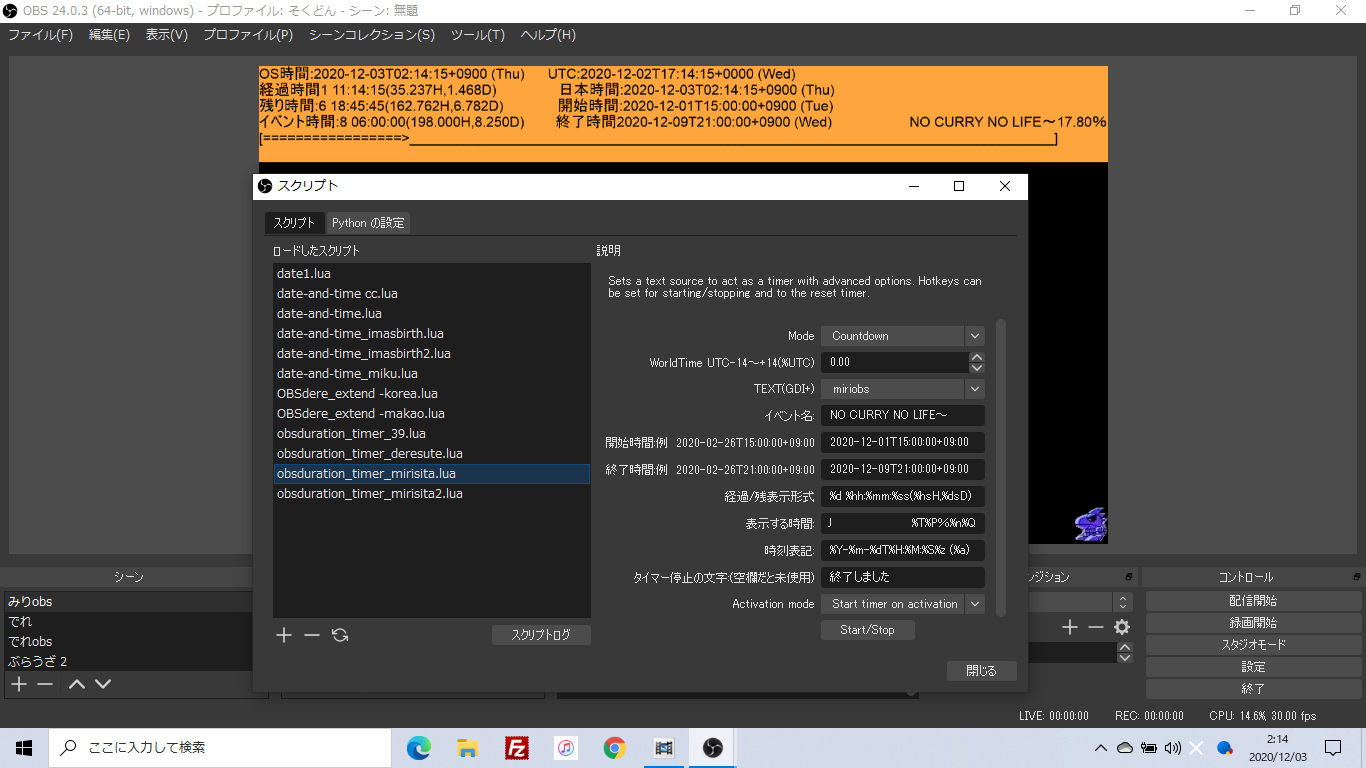 OBS 24.0.3 (64-bit, windows) - プロファイル: そくどん - シーン: 無題
ファイル(F) 編集(E) 表示(V) プロファイル(P) シーンコレクション(S) ツール(T) ヘルプ(H)
OS時間:2020-12-03T02:14:15+0900 (Thu) UTC:2020-12-02T17:14:15+0000 (Wed)
経過時間1 11:14:15(35.237H,1.468D) 日本時間:2020-12-03T02:14:15+0900 (Thu)
残り時間:6 18:45:45(162.762H,6.782D) 開始時間:2020-12-01T15:00:00+0900 (Tue)
イベント時間:8 06:00:00(198.000H,8.250D) 終了時間2020-12-09T21:00:00+0900 (Wed) NO CURRY NO LIFE～17.80%
[=================>_____________________________________________________________________]
スクリプト
スクリプト Python の設定
ロードしたスクリプト
date1.lua
date-and-time cc.lua
date-and-time.lua
date-and-time_imasbirth.lua
date-and-time_imasbirth2.lua
date-and-time_miku.lua
OBSdere_extend -korea.lua
OBSdere_extend -makao.lua
obsduration_timer_39.lua
obsduration_timer_deresute.lua
obsduration_timer_mirisita.lua
obsduration_timer_mirisita2.lua
スクリプトログ
説明
Sets a text source to act as a timer with advanced options. Hotkeys can
be set for starting/stopping and to the reset timer.
Mode Countdown
WorldTime UTC-14～+14(%UTC) 0.00
TEXT(GDI+) miriobs
イベント名: NO CURRY NO LIFE～
開始時間:例 2020-02-26T15:00:00+09:00 2020-12-01T15:00:00+09:00
終了時間:例 2020-02-26T21:00:00+09:00 2020-12-09T21:00:00+09:00
経過/残表示形式 %d %hh:%mm:%ss(%hsH,%dsD)
表示する時間: J %T%P%%n%Q
時刻表記: %Y-%m-%dT%H:%M:%S%z (%a)
タイマー停止の文字:(空欄だと未使用) 終了しました
Activation mode Start timer on activation
Start/Stop
閉じる
シーン
みりobs
でれ
でれobs
ぶらうざ 2
ンジション
コントロール
配信開始
録画開始
スタジオモード
設定
終了
LIVE: 00:00:00 REC: 00:00:00 CPU: 14.6%, 30.00 fps
ここに入力して検索
2:14
2020/12/03